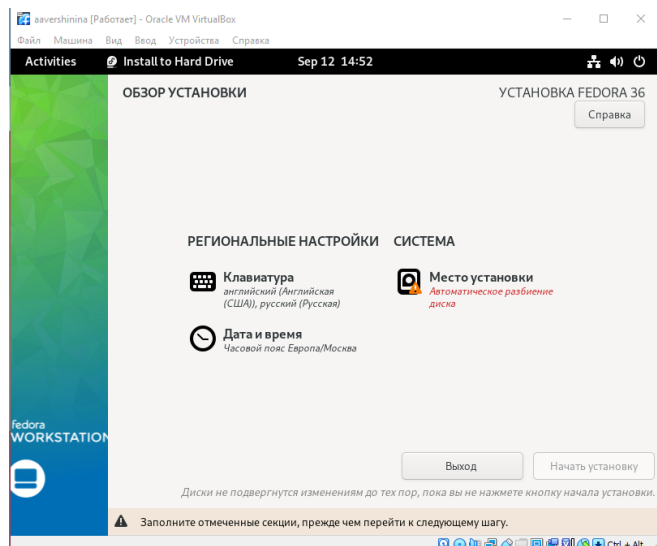 aavershinina [Работает] - Oracle VM VirtualBox
Файл Машина Вид Ввод Устройства Справка
Activities Install to Hard Drive Sep 12 14:52
ОБЗОР УСТАНОВКИ
УСТАНОВКА FEDORA 36
Справка
РЕГИОНАЛЬНЫЕ НАСТРОЙКИ
Клавиатура
английский (Английская
(США)), русский (Русская)
Дата и время
Часовой пояс Европа/Москва
СИСТЕМА
Место установки
Автоматическое разбиение
диска
fedora
WORKSTATION
Выход
Начать установку
Диски не подвергнутся изменениям до тех пор, пока вы не нажмете кнопку начала установки.
Заполните отмеченные секции, прежде чем перейти к следующему шагу.
Ctrl + Alt